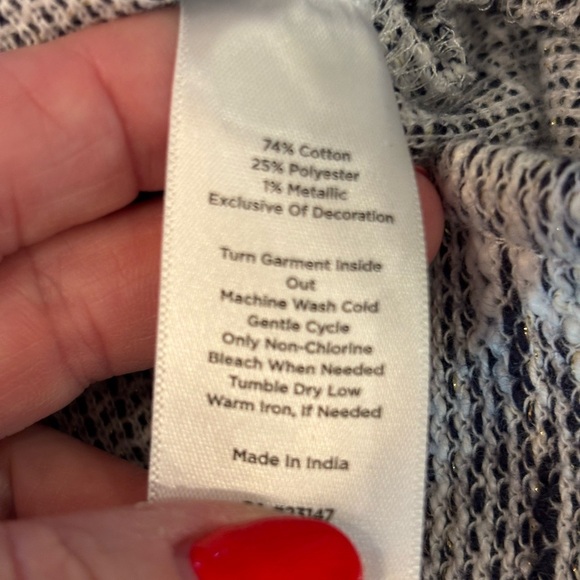 74% Cotton
25% Polyester
1% Metallic
Exclusive Of Decoration
Turn Garment Inside
Out
Machine Wash Cold
Gentle Cycle
Only Non-Chlorine
Bleach When Needed
Tumble Dry Low
Warm Iron, If Needed
Made In India
#23147